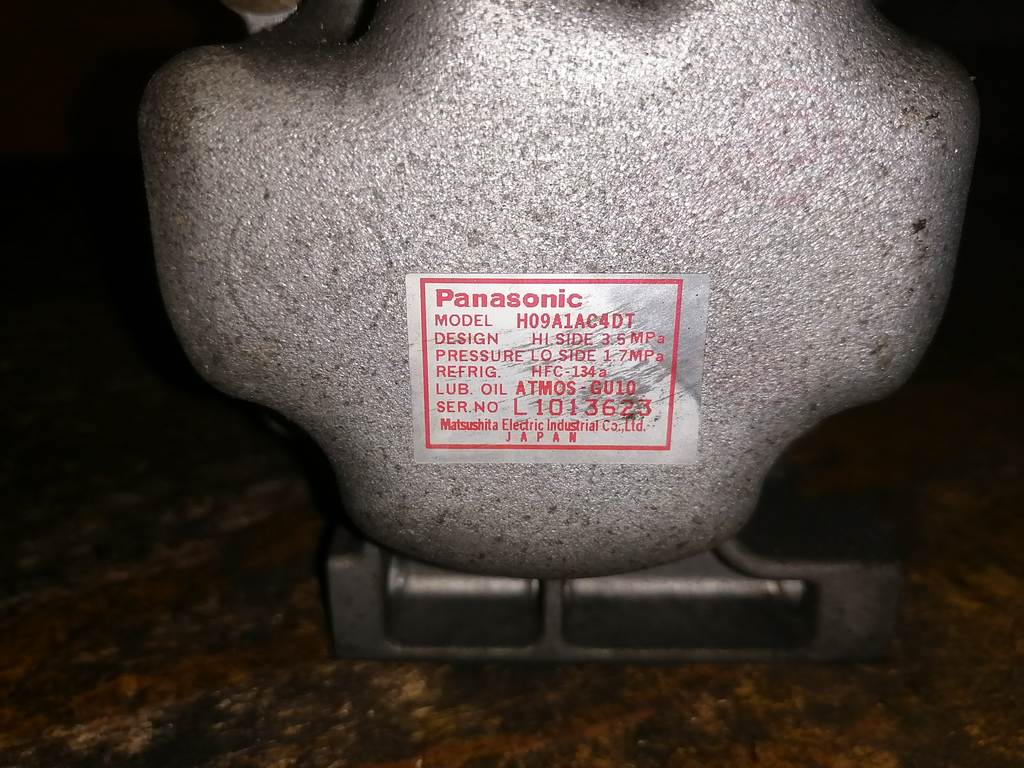 Panasonic
MODEL H09A1AC4DT
DESIGN HI.SIDE 3.5 MPa
PRESSURE LO.SIDE 1.7MPa
REFRIG. HFC-134a
LUB. OIL ATMOS-GU10
SER.NO L1013623
Matsushita Electric Industrial Co.,Ltd.
JAPAN